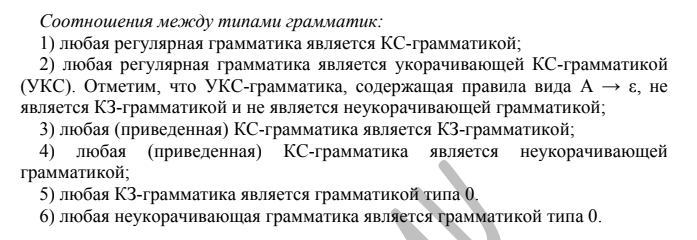 Соотношения между типами грамматик:
1) любая регулярная грамматика является КС-грамматикой;
2) любая регулярная грамматика является укорачивающей КС-грамматикой
(УКС). Отметим, что УКС-грамматика, содержащая правила вида А → ε, не
является КЗ-грамматикой и не является неукорачивающей грамматикой;
3) любая (приведенная) КС-грамматика является КЗ-грамматикой;
4) любая (приведенная) КС-грамматика является неукорачивающей
грамматикой;
5) любая КЗ-грамматика является грамматикой типа 0.
6) любая неукорачивающая грамматика является грамматикой типа 0.